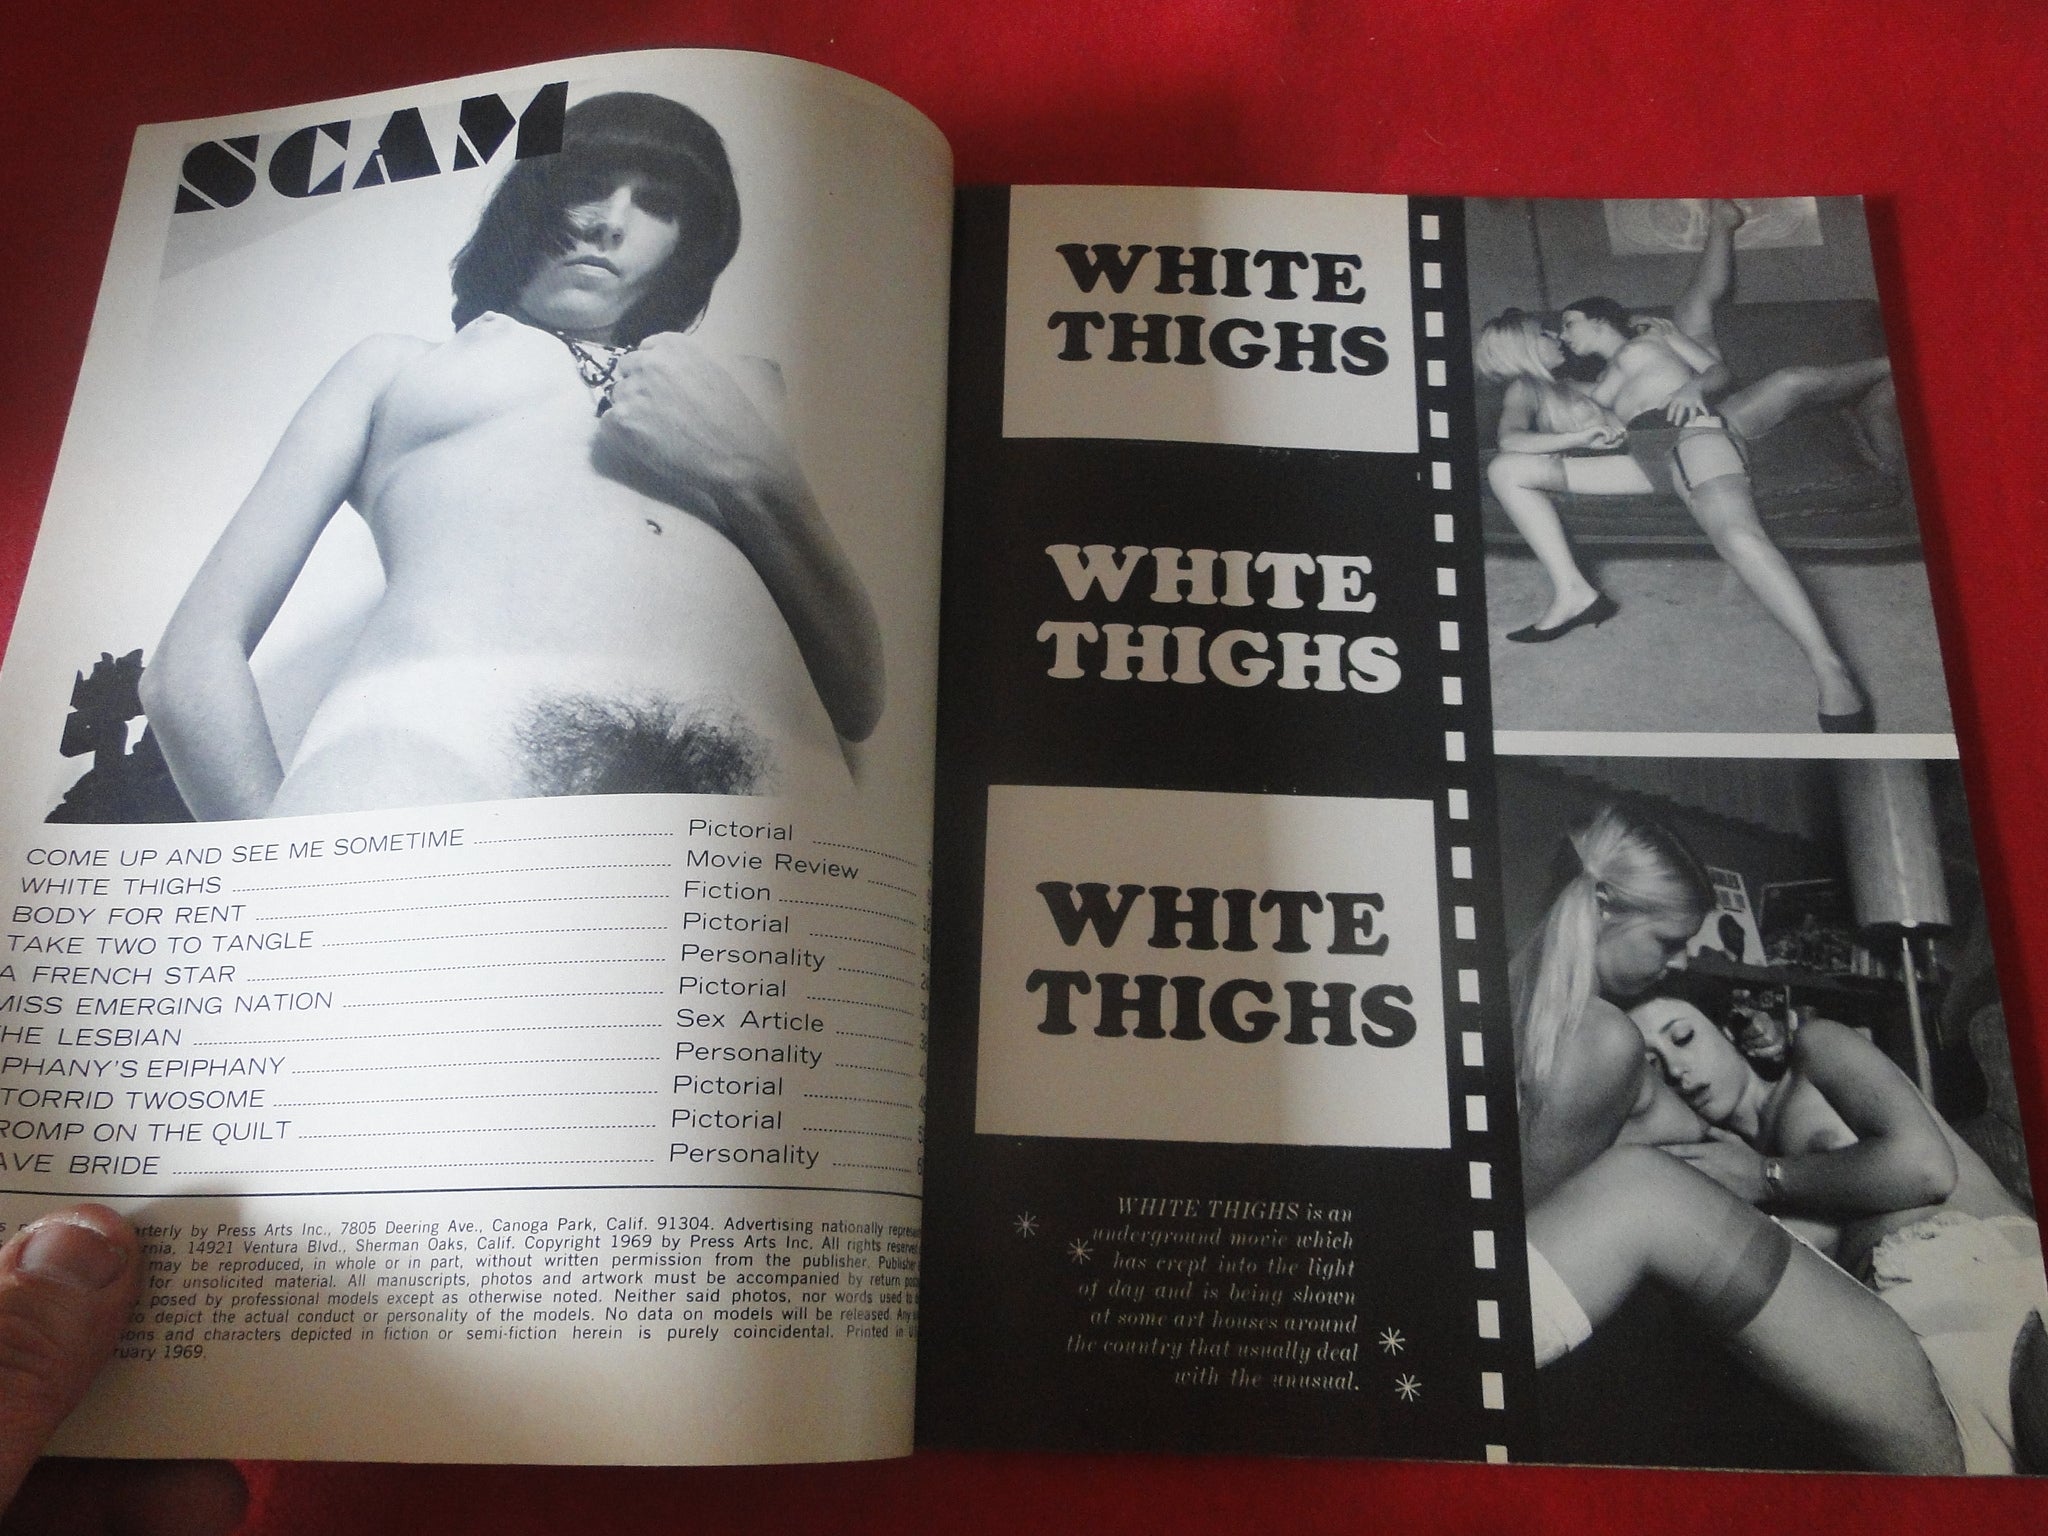 SCAM
COME UP AND SEE ME SOMETIME Pictorial
WHITE THIGHS Movie Review
BODY FOR RENT Fiction
TAKE TWO TO TANGLE Pictorial
A FRENCH STAR Personality
MISS EMERGING NATION Pictorial
HE LESBIAN Sex Article
PHANY'S EPIPHANY Personality
TORRID TWOSOME Pictorial
ROMP ON THE QUILT Pictorial
AVE BRIDE Personality
arterly by Press Arts Inc., 7805 Deering Ave., Canoga Park, Calif. 91304. Advertising nationally
rnia, 14921 Ventura Blvd., Sherman Oaks, Calif. Copyright 1969 by Press Arts Inc. All rights
may be reproduced, in whole or in part, without written permission from the publisher.
for unsolicited material. All manuscripts, photos and artwork must be accompanied by return
posed by professional models except as otherwise noted. Neither said photos, nor words used
to depict the actual conduct or personality of the models. No data on models will be released.
ons and characters depicted in fiction or semi-fiction herein is purely coincidental. Printed in
ruary 1969.
WHITE
THIGHS
WHITE
THIGHS
WHITE
THIGHS
WHITE THIGHS is an
underground movie which
has crept into the light
of day and is being shown
at some art houses around
the country that usually deal
with the unusual.